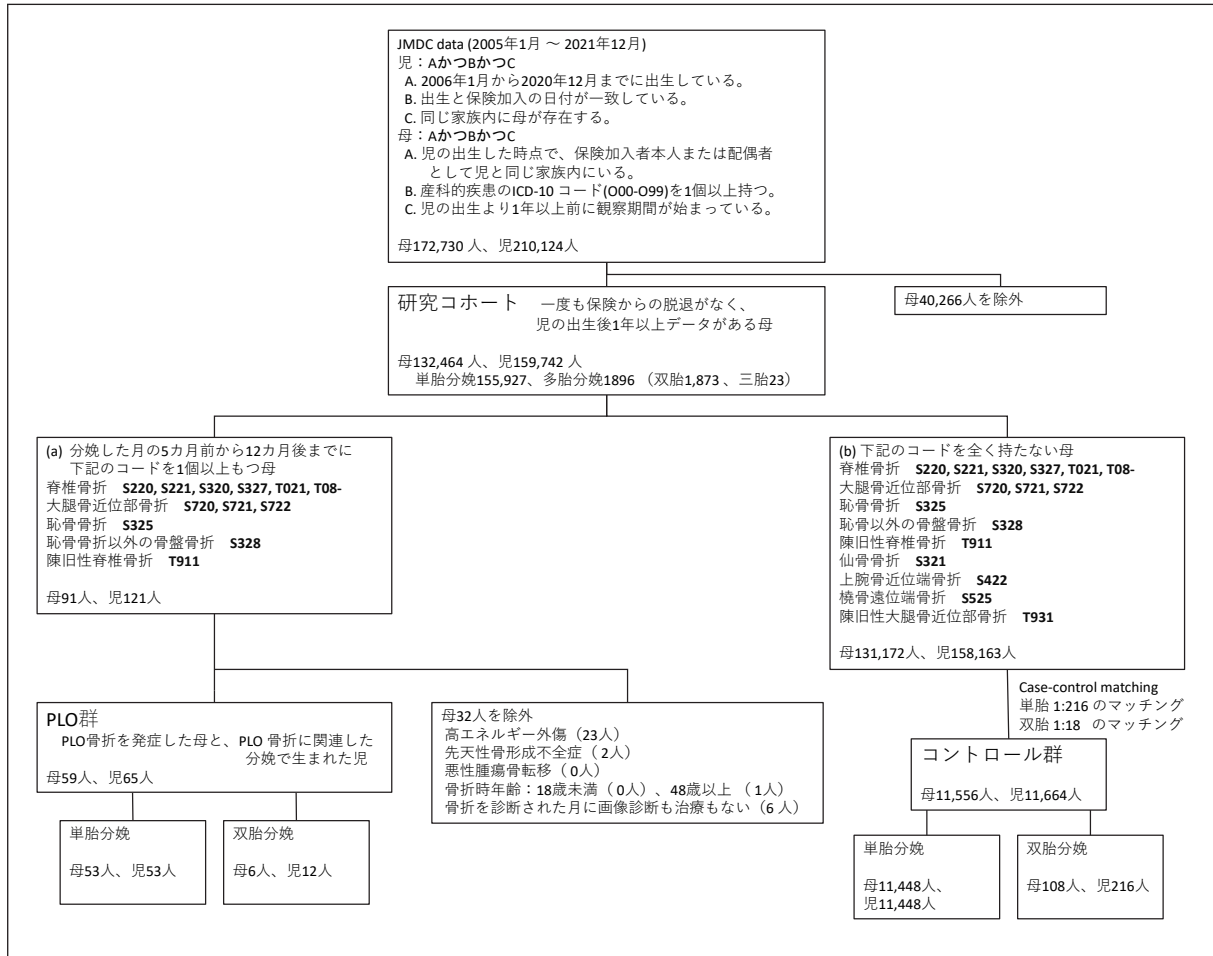 JMDC data (2005年1月 ～ 2021年12月)
児：AかつBかつC
A. 2006年1月から2020年12月までに出生している。
B. 出生と保険加入の日付が一致している。
C. 同じ家族内に母が存在する。
母：AかつBかつC
A. 児の出生した時点で、保険加入者本人または配偶者
として児と同じ家族内にいる。
B. 産科的疾患のICD-10 コード(O00-O99)を1個以上持つ。
C. 児の出生より1年以上前に観察期間が始まっている。
母172,730 人、児210,124人
母40,266人を除外
研究コホート 一度も保険からの脱退がなく、
児の出生後1年以上データがある母
母132,464 人、児159,742 人
単胎分娩155,927、多胎分娩1896 （双胎1,873 、三胎23）
(a) 分娩した月の5カ月前から12カ月後までに
下記のコードを1個以上もつ母
脊椎骨折 S220, S221, S320, S327, T021, T08-
大腿骨近位部骨折 S720, S721, S722
恥骨骨折 S325
恥骨骨折以外の骨盤骨折 S328
陳旧性脊椎骨折 T911
母91人、児121人
(b) 下記のコードを全く持たない母
脊椎骨折 S220, S221, S320, S327, T021, T08-
大腿骨近位部骨折 S720, S721, S722
恥骨骨折 S325
恥骨以外の骨盤骨折 S328
陳旧性脊椎骨折 T911
仙骨骨折 S321
上腕骨近位端骨折 S422
橈骨遠位端骨折 S525
陳旧性大腿骨近位部骨折 T931
母131,172人、児158,163人
PLO群
PLO骨折を発症した母と、PLO 骨折に関連した
分娩で生まれた児
母59人、児65人
母32人を除外
高エネルギー外傷（23人）
先天性骨形成不全症（ 2人）
悪性腫瘍骨転移（ 0人）
骨折時年齢：18歳未満（ 0人）、48歳以上 （ 1人）
骨折を診断された月に画像診断も治療もない（6 人）
Case-control matching
単胎 1:216 のマッチング
双胎 1:18 のマッチング
コントロール群
母11,556人、児11,664人
単胎分娩
母53人、児53人
双胎分娩
母6人、児12人
単胎分娩
母11,448人、
児11,448人
双胎分娩
母108人、児216人